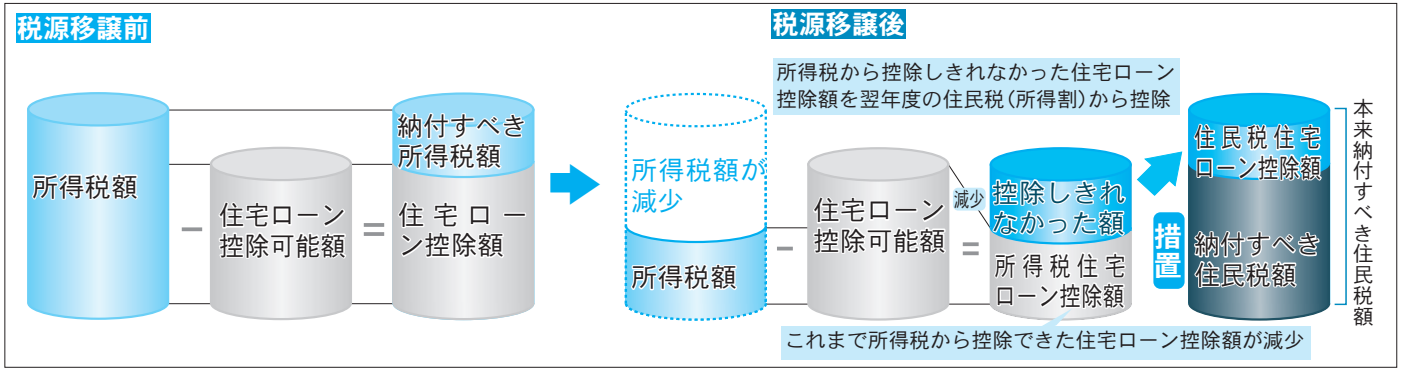 税源移譲前
所得税額
－
住宅ローン
控除可能額
＝
納付すべき
所得税額
住宅ロー
ン控除額
税源移譲後
所得税から控除しきれなかった住宅ローン
控除額を翌年度の住民税（所得割）から控除
所得税額が
減少
所得税額
－
住宅ローン
控除可能額
＝
減少
控除しきれ
なかった額
所得税住宅
ローン控除額
これまで所得税から控除できた住宅ローン控除額が減少
措置
住民税住宅
ローン控除額
納付すべき
住民税額
本来納付すべき住民税額